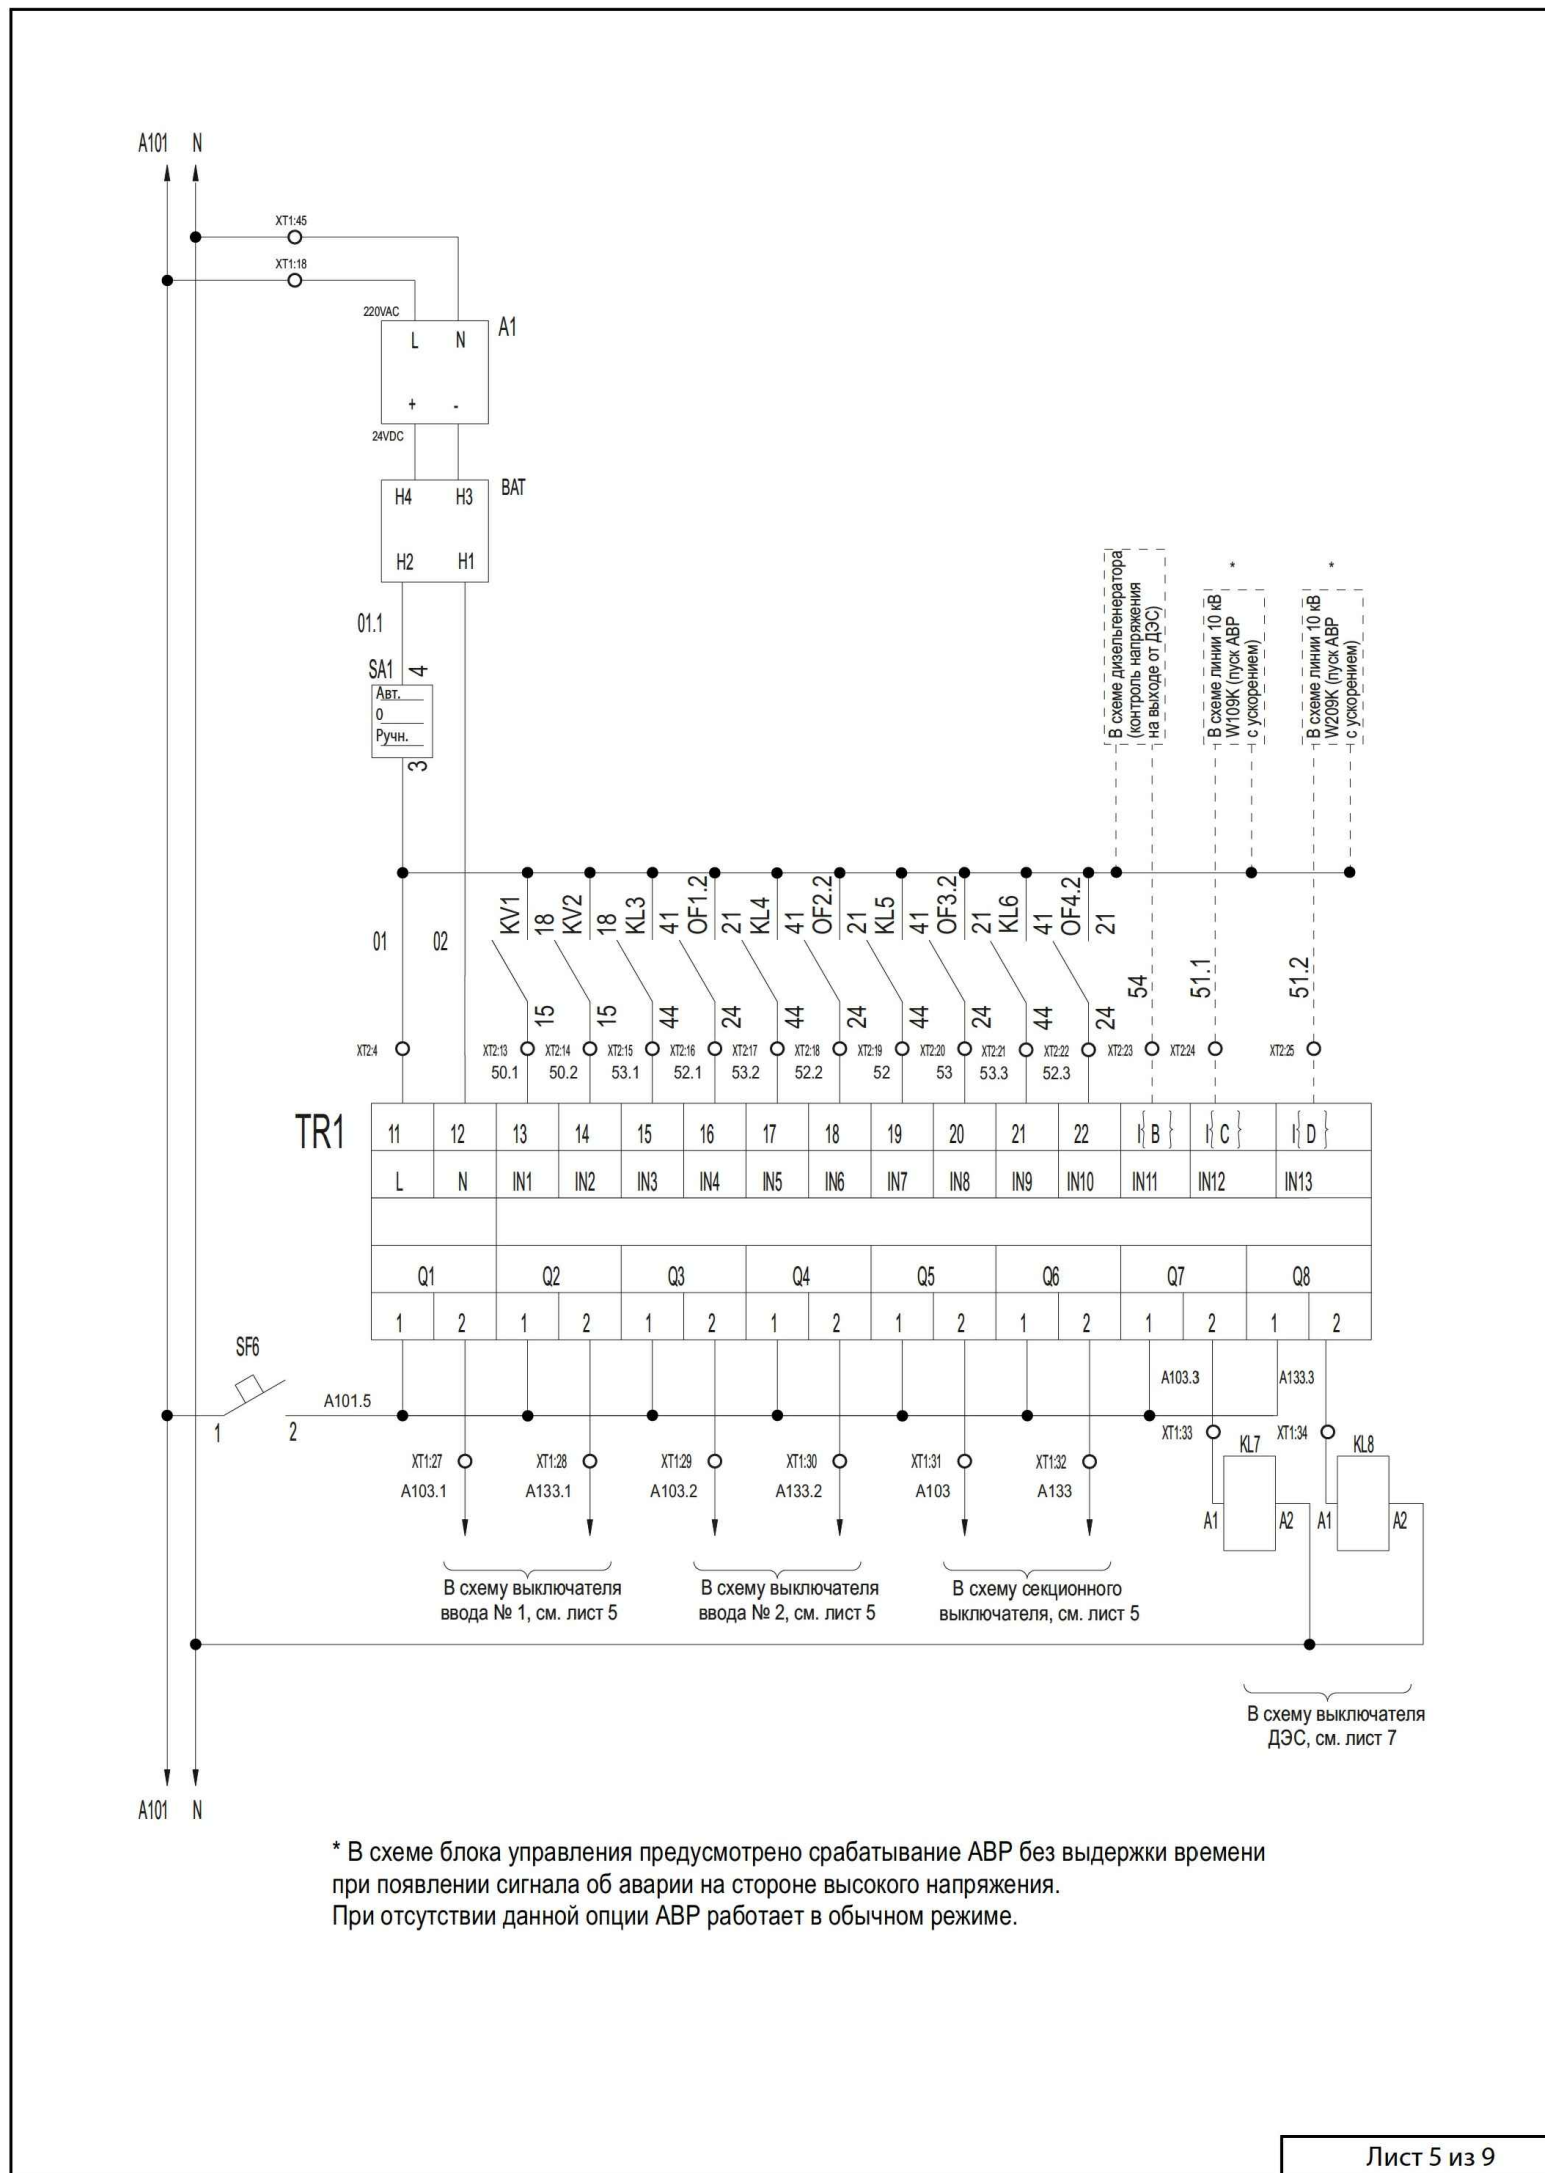 A101 N
XT1:45
XT1:18
220VAC
A1
L N
+ -
24VDC
BAT
H4 H3
H2 H1
01.1
SA1 4
Авт.
0
Ручн.
3
В схеме дизельгенератора
(контроль напряжения
на выходе от ДЭС)
*
В схеме линии 10 кВ
W109K (пуск АВР
с ускорением)
*
В схеме линии 10 кВ
W209K (пуск АВР
с ускорением)
KV1 18 KV2 18 KL3 41 OF1.2 21 KL4 41 OF2.2 21 KL5 41 OF3.2 21 KL6 41 OF4.2 21
01 02
15 15 44 24 44 24 44 24 44 24 54 51.1 51.2
XT2:4 XT2:13 XT2:14 XT2:15 XT2:16 XT2:17 XT2:18 XT2:19 XT2:20 XT2:21 XT2:22 XT2:23 XT2:24 XT2:25
50.1 50.2 53.1 52.1 53.2 52.2 52 53 53.3 52.3
TR1 11 12 13 14 15 16 17 18 19 20 21 22 I{B} I{C} I{D}
L N IN1 IN2 IN3 IN4 IN5 IN6 IN7 IN8 IN9 IN10 IN11 IN12 IN13
Q1 Q2 Q3 Q4 Q5 Q6 Q7 Q8
1 2 1 2 1 2 1 2 1 2 1 2 1 2 1 2
SF6
A103.3 A133.3
A101.5
1 2
XT1:33 XT1:34
KL7 KL8
XT1:27 XT1:28 XT1:29 XT1:30 XT1:31 XT1:32
A103.1 A133.1 A103.2 A133.2 A103 A133
A1 A2 A1 A2
В схему выключателя
ввода № 1, см. лист 5
В схему выключателя
ввода № 2, см. лист 5
В схему секционного
выключателя, см. лист 5
В схему выключателя
ДЭС, см. лист 7
A101 N
* В схеме блока управления предусмотрено срабатывание АВР без выдержки времени
при появлении сигнала об аварии на стороне высокого напряжения.
При отсутствии данной опции АВР работает в обычном режиме.
Лист 5 из 9